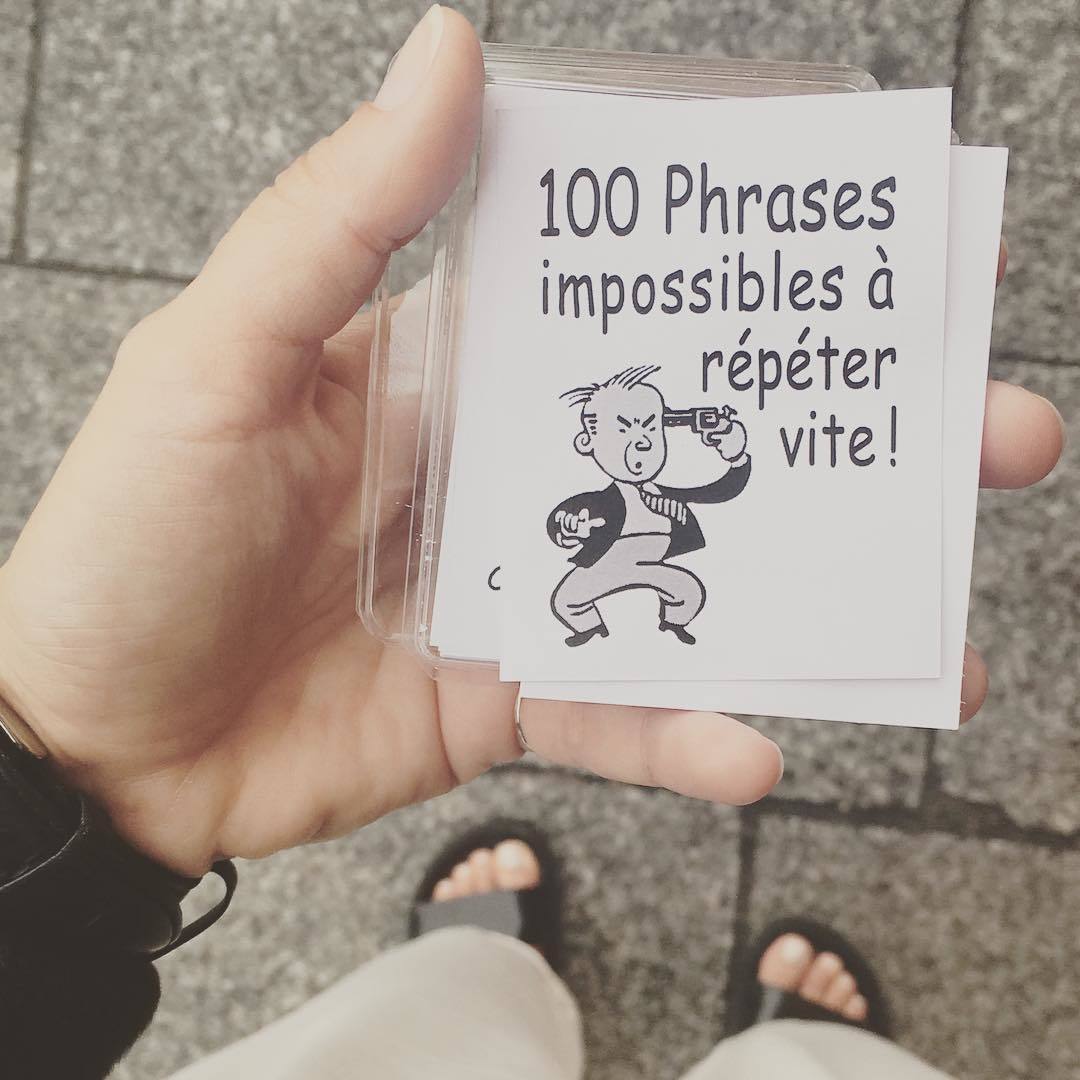 100 Phrases
impossibles à
répéter
vite !